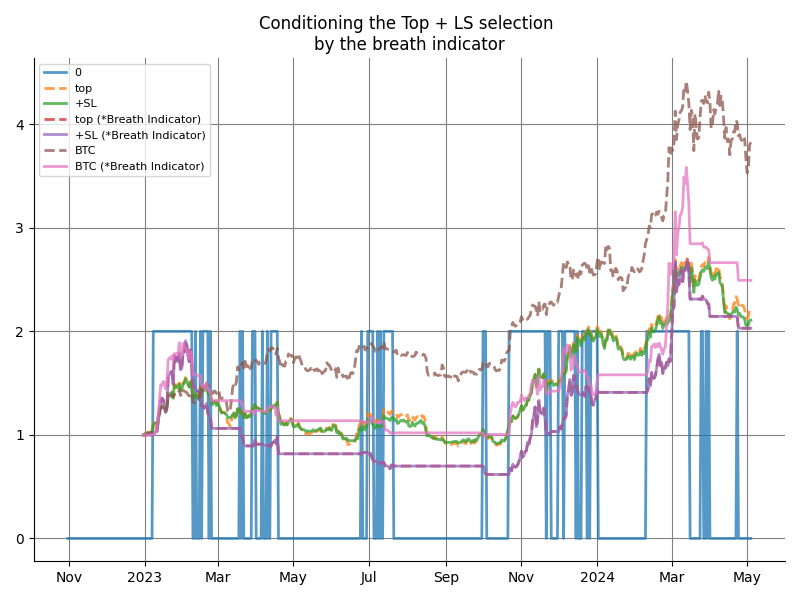 Conditioning the Top + LS selection
by the breath indicator
0
top
+SL
top (*Breath Indicator)
+SL (*Breath Indicator)
BTC
BTC (*Breath Indicator)
4
3
2
1
0
Nov 2023 Mar May Jul Sep Nov 2024 Mar May